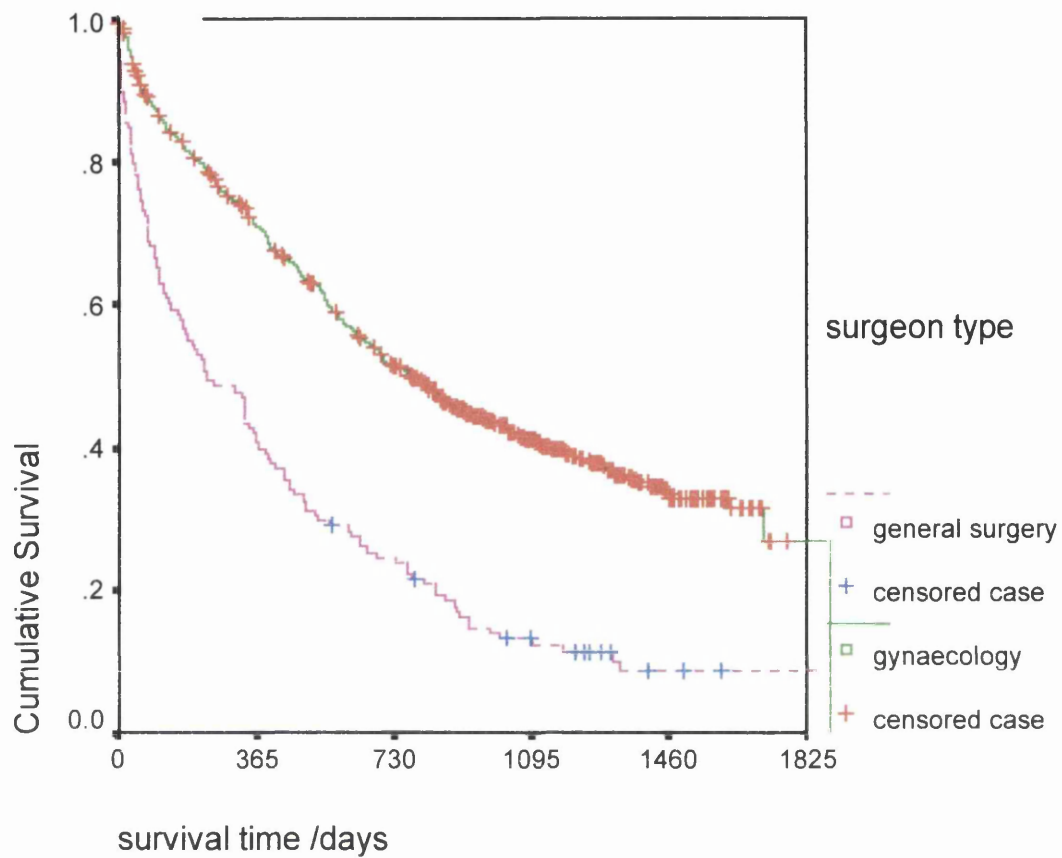 1.0
.8
.6
.4
.2
0.0
Cumulative Survival
0 365 730 1095 1460 1825
survival time /days
surgeon type
general surgery
censored case
gynaecology
censored case